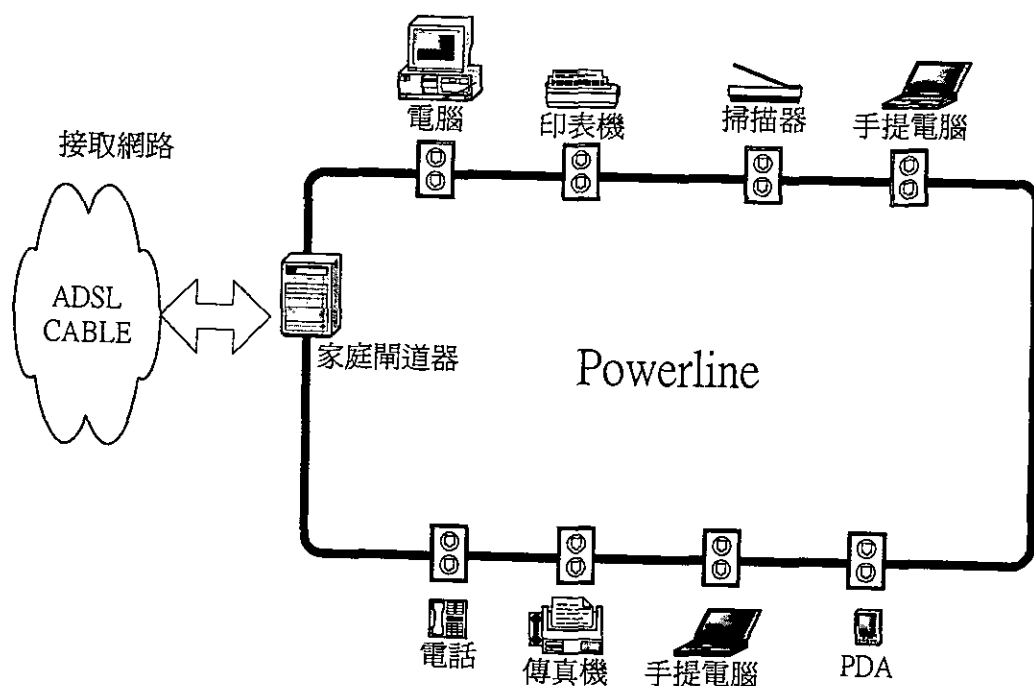 電腦
印表機
掃描器
手提電腦
接取網路
ADSL
CABLE
家庭閘道器
Powerline
電話
傳真機
手提電腦
PDA